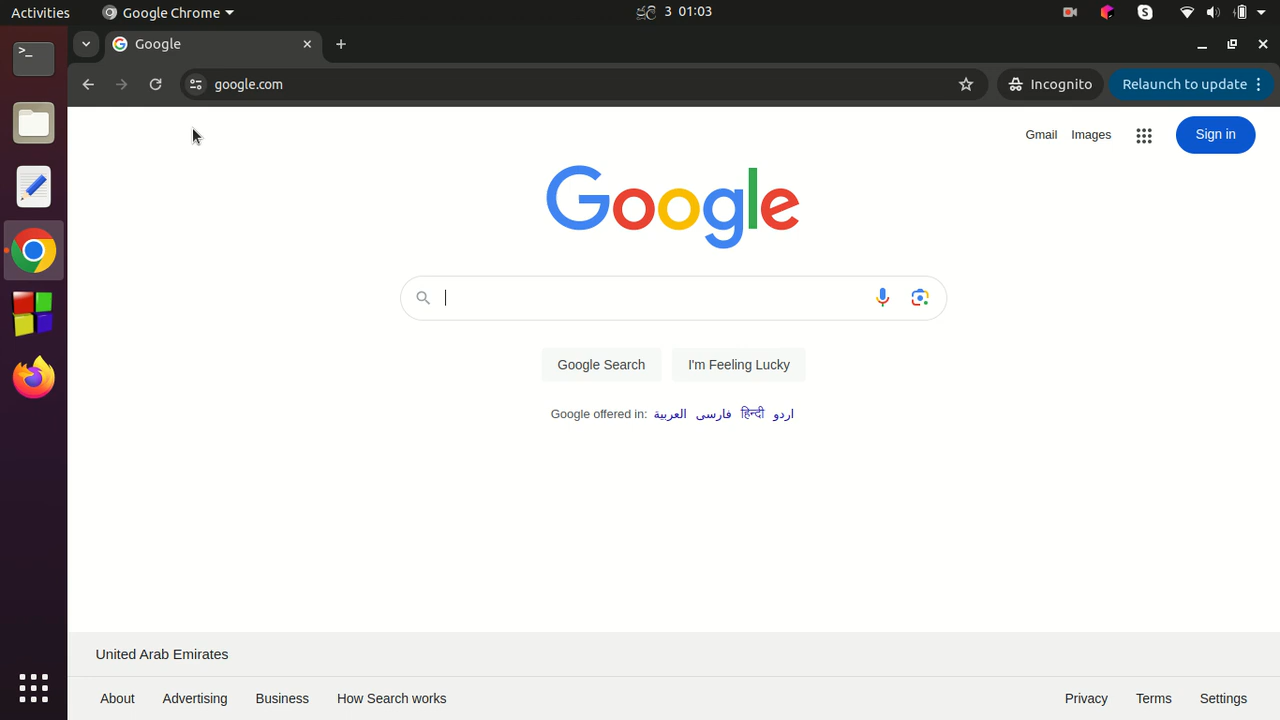 Activities
Google Chrome
ජූලි 3 01:03
Google
google.com
Incognito
Relaunch to update
Gmail
Images
Sign in
Google
Google Search
I'm Feeling Lucky
Google offered in: العربية فارسی हिन्दी اردو
United Arab Emirates
About
Advertising
Business
How Search works
Privacy
Terms
Settings